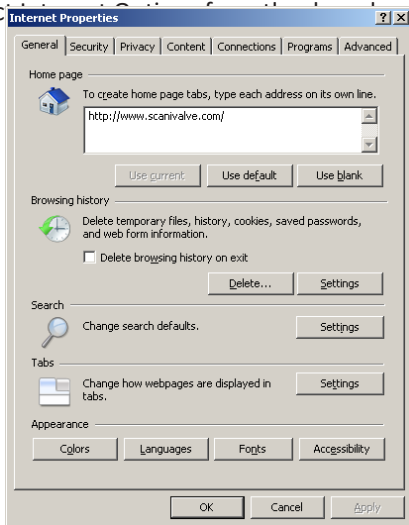 Internet Properties
General Security Privacy Content Connections Programs Advanced
Home page
To create home page tabs, type each address on its own line.
http://www.scanivalve.com/
Use current Use default Use blank
Browsing history
Delete temporary files, history, cookies, saved passwords,
and web form information.
Delete browsing history on exit
Delete... Settings
Search
Change search defaults. Settings
Tabs
Change how webpages are displayed in Settings
tabs.
Appearance
Colors Languages Fonts Accessibility
OK Cancel Apply